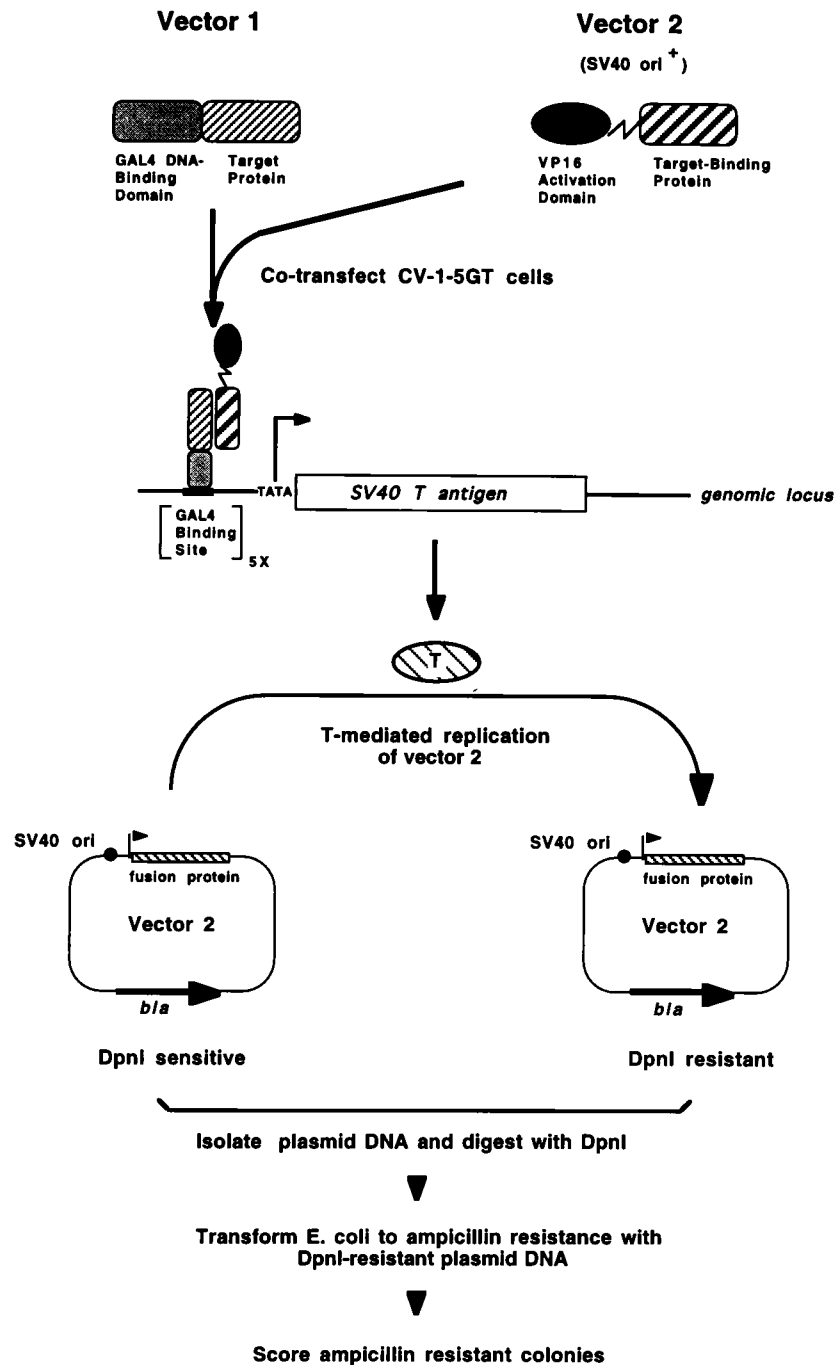 Vector 1
Vector 2
(SV40 ori +)
GAL4 DNA-
Binding
Domain
Target
Protein
VP16
Activation
Domain
Target-Binding
Protein
Co-transfect CV-1-5GT cells
TATA
SV40 T antigen
genomic locus
GAL4
Binding
Site
5X
T
T-mediated replication
of vector 2
SV40 ori
fusion protein
Vector 2
bla
DpnI sensitive
SV40 ori
fusion protein
Vector 2
bla
DpnI resistant
Isolate plasmid DNA and digest with DpnI
Transform E. coli to ampicillin resistance with
DpnI-resistant plasmid DNA
Score ampicillin resistant colonies